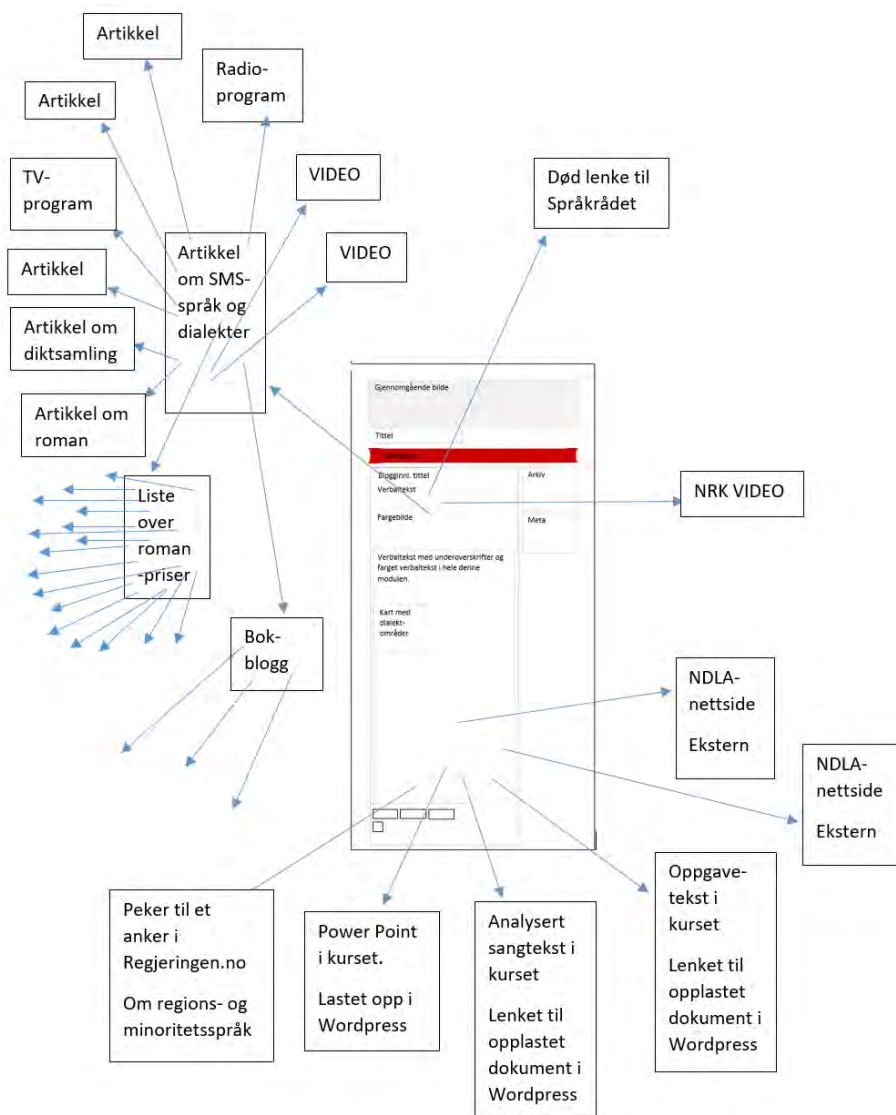 Artikkel
Radio-
program
Artikkel
TV-
program
VIDEO
Død lenke til
Språkrådet
Artikkel
om SMS-
språk og
dialekter
VIDEO
Artikkel
Artikkel om
diktsamling
Artikkel om
roman
Gjennomgående bilde
Tittel
Blogginnl. tittel
Verbaltekst
Arkiv
Fargebilde
Meta
NRK VIDEO
Liste
over
roman
-priser
Verbaltekst med underoverskrifter og
farget verbaltekst i hele denne
modulen.
Kart med
dialekt-
områder
Bok-
blogg
NDLA-
nettside
Ekstern
NDLA-
nettside
Ekstern
Peker til et
anker i
Regjeringen.no
Om regions- og
minoritetsspråk
Power Point
i kurset.
Lastet opp i
Wordpress
Analysert
sangtekst i
kurset
Lenket til
opplastet
dokument i
Wordpress
Oppgave-
tekst i
kurset
Lenket til
opplastet
dokument i
Wordpress